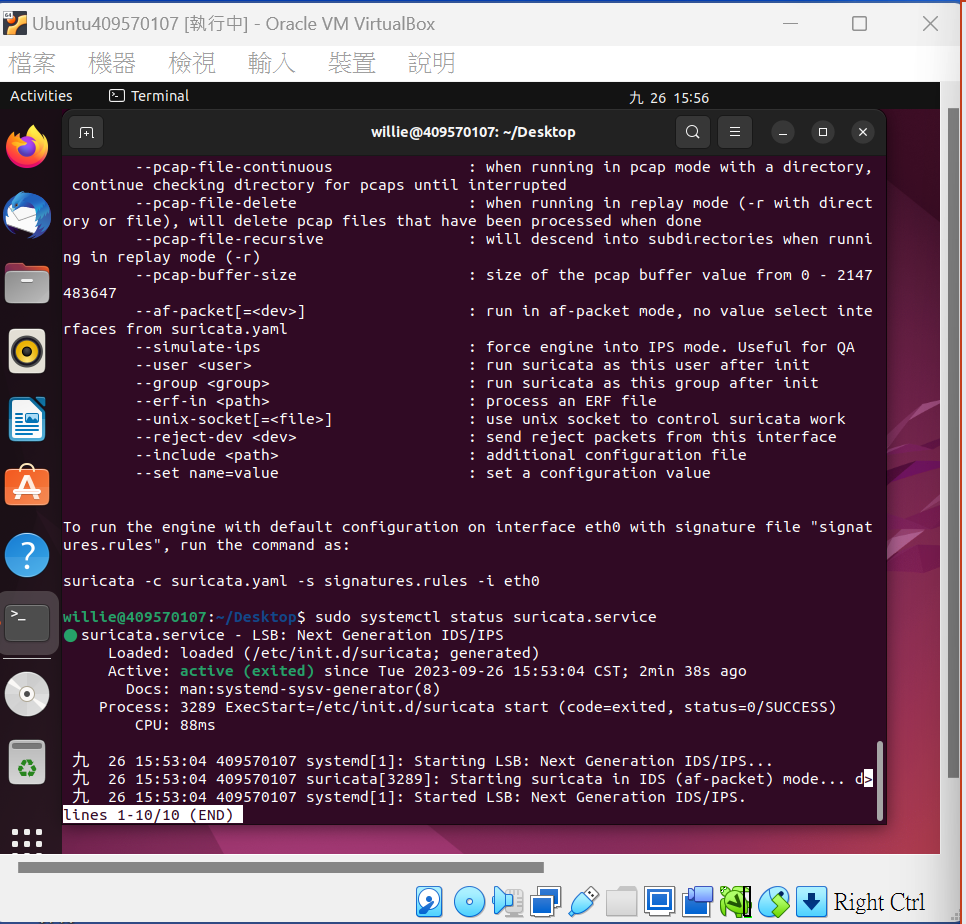 Ubuntu409570107 [執行中] - Oracle VM VirtualBox
檔案 機器 檢視 輸入 裝置 說明
Activities Terminal 九 26 15:56
willie@409570107: ~/Desktop
--pcap-file-continuous : when running in pcap mode with a directory,
continue checking directory for pcaps until interrupted
--pcap-file-delete : when running in replay mode (-r with direct
ory or file), will delete pcap files that have been processed when done
--pcap-file-recursive : will descend into subdirectories when runni
ng in replay mode (-r)
--pcap-buffer-size : size of the pcap buffer value from 0 - 2147
483647
--af-packet[=<dev>] : run in af-packet mode, no value select inte
rfaces from suricata.yaml
--simulate-ips : force engine into IPS mode. Useful for QA
--user <user> : run suricata as this user after init
--group <group> : run suricata as this group after init
--erf-in <path> : process an ERF file
--unix-socket[=<file>] : use unix socket to control suricata work
--reject-dev <dev> : send reject packets from this interface
--include <path> : additional configuration file
--set name=value : set a configuration value
To run the engine with default configuration on interface eth0 with signature file "signat
ures.rules", run the command as:
suricata -c suricata.yaml -s signatures.rules -i eth0
willie@409570107:~/Desktop$ sudo systemctl status suricata.service
● suricata.service - LSB: Next Generation IDS/IPS
Loaded: loaded (/etc/init.d/suricata; generated)
Active: active (exited) since Tue 2023-09-26 15:53:04 CST; 2min 38s ago
Docs: man:systemd-sysv-generator(8)
Process: 3289 ExecStart=/etc/init.d/suricata start (code=exited, status=0/SUCCESS)
CPU: 88ms
九 26 15:53:04 409570107 systemd[1]: Starting LSB: Next Generation IDS/IPS...
九 26 15:53:04 409570107 suricata[3289]: Starting suricata in IDS (af-packet) mode... d>
九 26 15:53:04 409570107 systemd[1]: Started LSB: Next Generation IDS/IPS.
lines 1-10/10 (END)
Right Ctrl